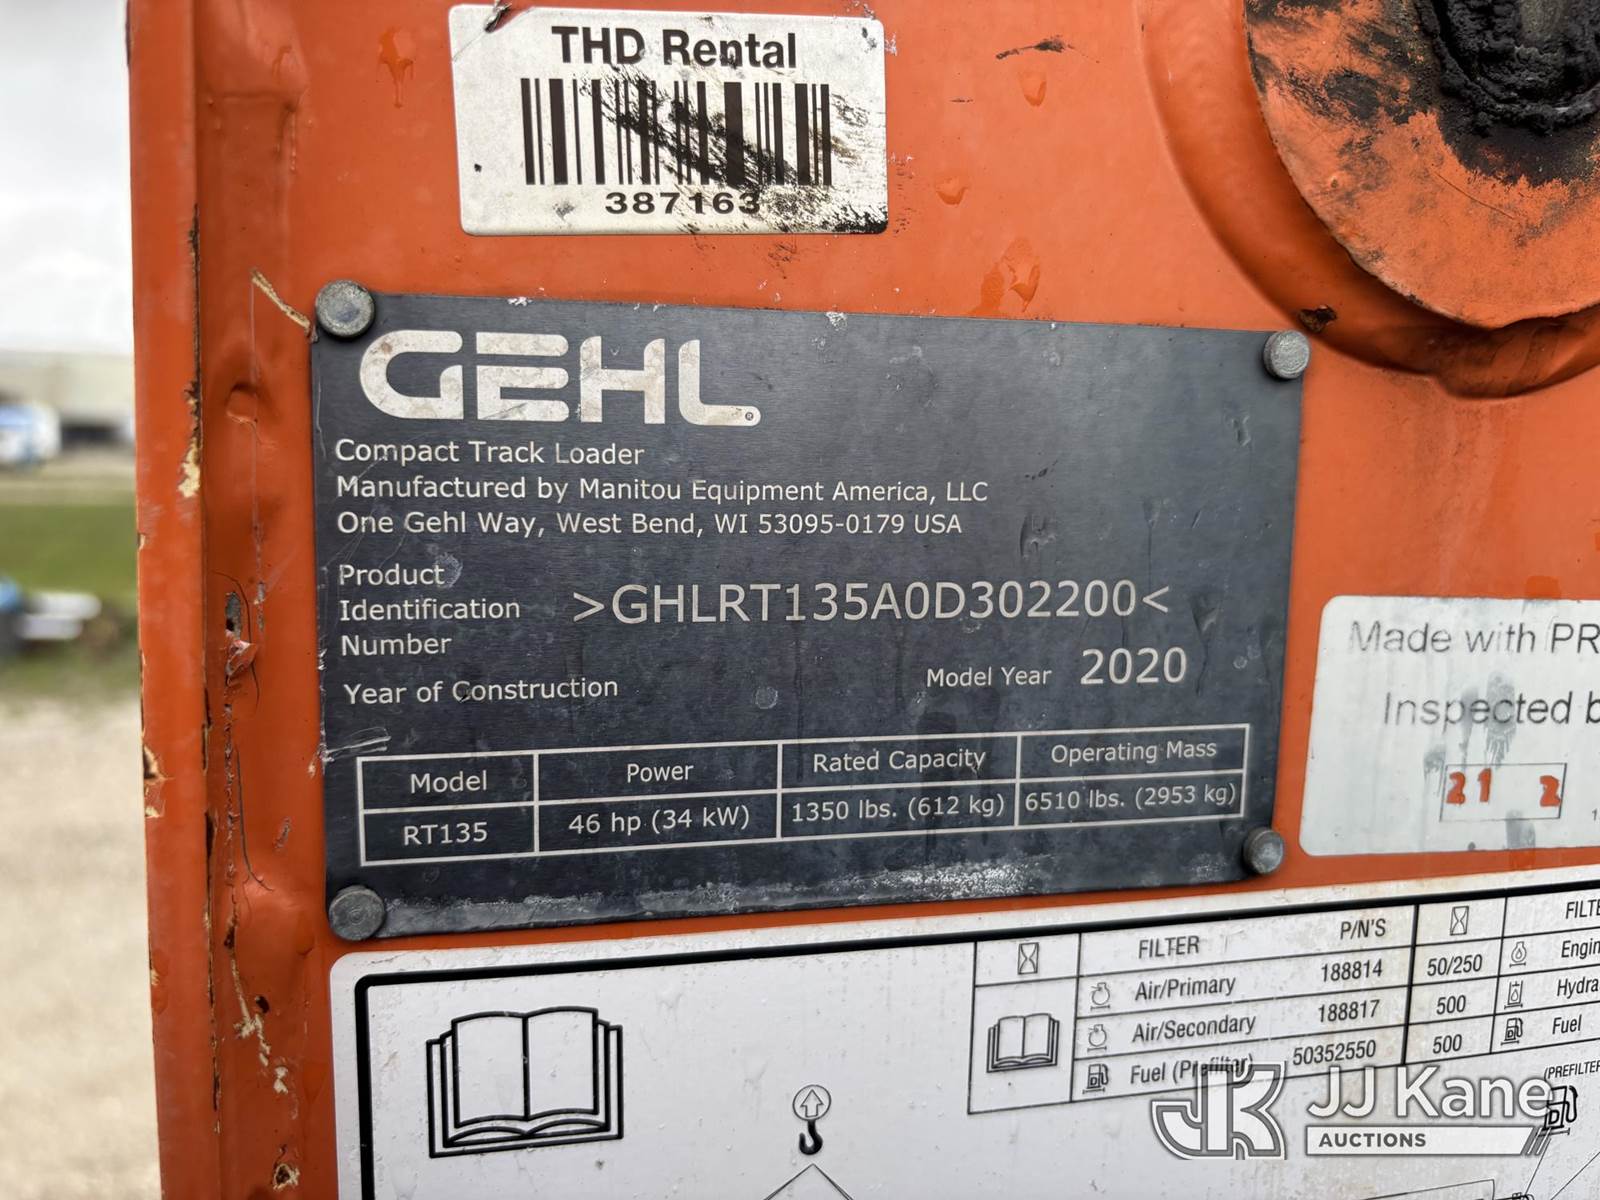 THD Rental
387163
GEHL®
Compact Track Loader
Manufactured by Manitou Equipment America, LLC
One Gehl Way, West Bend, WI 53095-0179 USA
Product
Identification
Number
>GHLRT135A0D302200<
Year of Construction
Model Year 2020
Model Power Rated Capacity Operating Mass
RT135 46 hp (34 kW) 1350 lbs. (612 kg) 6510 lbs. (2953 kg)
Made with PR
Inspected b
21 2
FILTER P/N'S FILTE
Air/Primary 188814 50/250 Engin
Air/Secondary 188817 500 Hydra
Fuel (Prefilter) 50352550 500 Fuel
(PREFILTER
JJ Kane
AUCTIONS